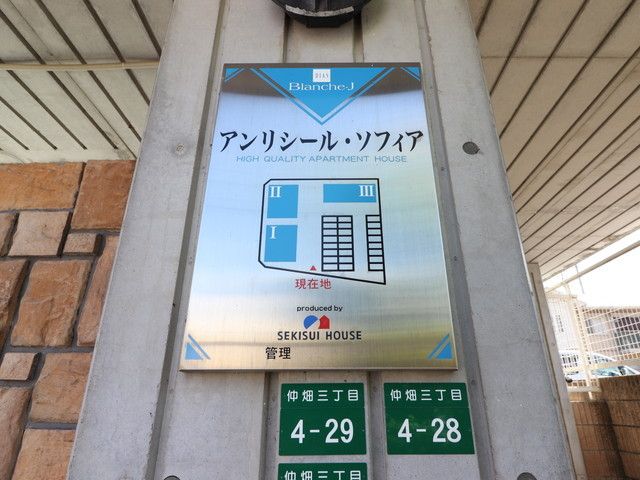 DIAS
Blanche・J
アンリシール・ソフィア
HIGH QUALITY APARTMENT HOUSE
II
III
I
現在地
produced by
SEKISUI HOUSE
管理
仲畑三丁目
4-29
仲畑三丁目
4-28
仲畑三丁目